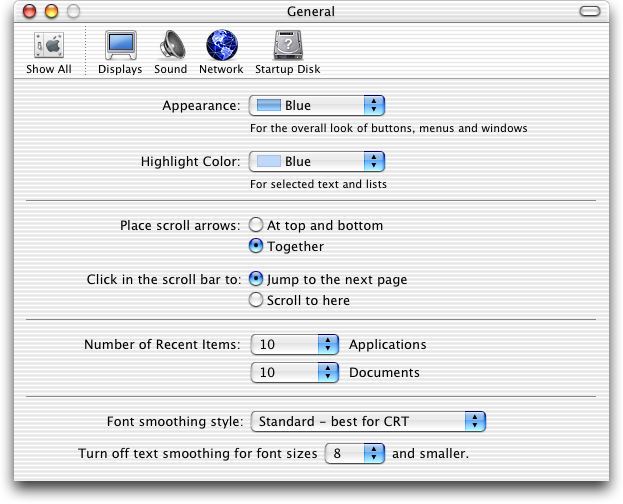 General
Show All Displays Sound Network Startup Disk
Appearance: Blue
For the overall look of buttons, menus and windows
Highlight Color: Blue
For selected text and lists
Place scroll arrows: At top and bottom
Together
Click in the scroll bar to: Jump to the next page
Scroll to here
Number of Recent Items: 10 Applications
10 Documents
Font smoothing style: Standard – best for CRT
Turn off text smoothing for font sizes 8 and smaller.